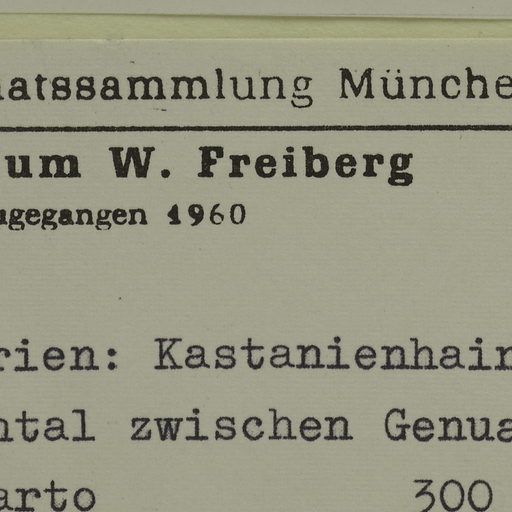 atssammlung Münche
um W. Freiberg
ugegangen 1960
rien: Kastanienhain
ntal zwischen Genua
arto 300